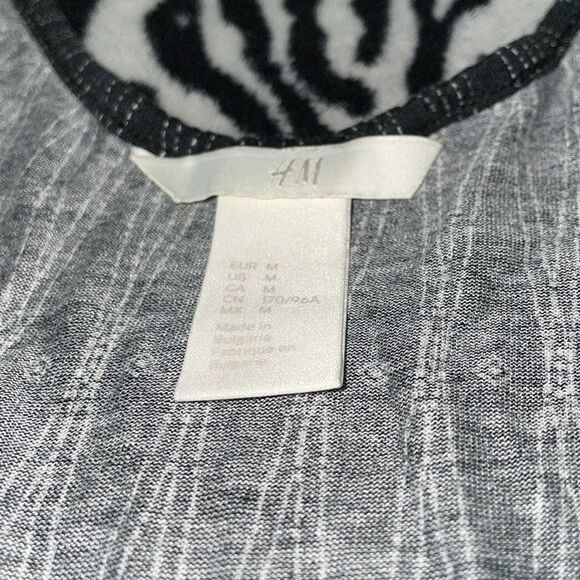 H&M
EUR M
US M
CA M
CN 170/96A
MX M
Made in
Bulgaria
Fabriqué en
Bulgarie